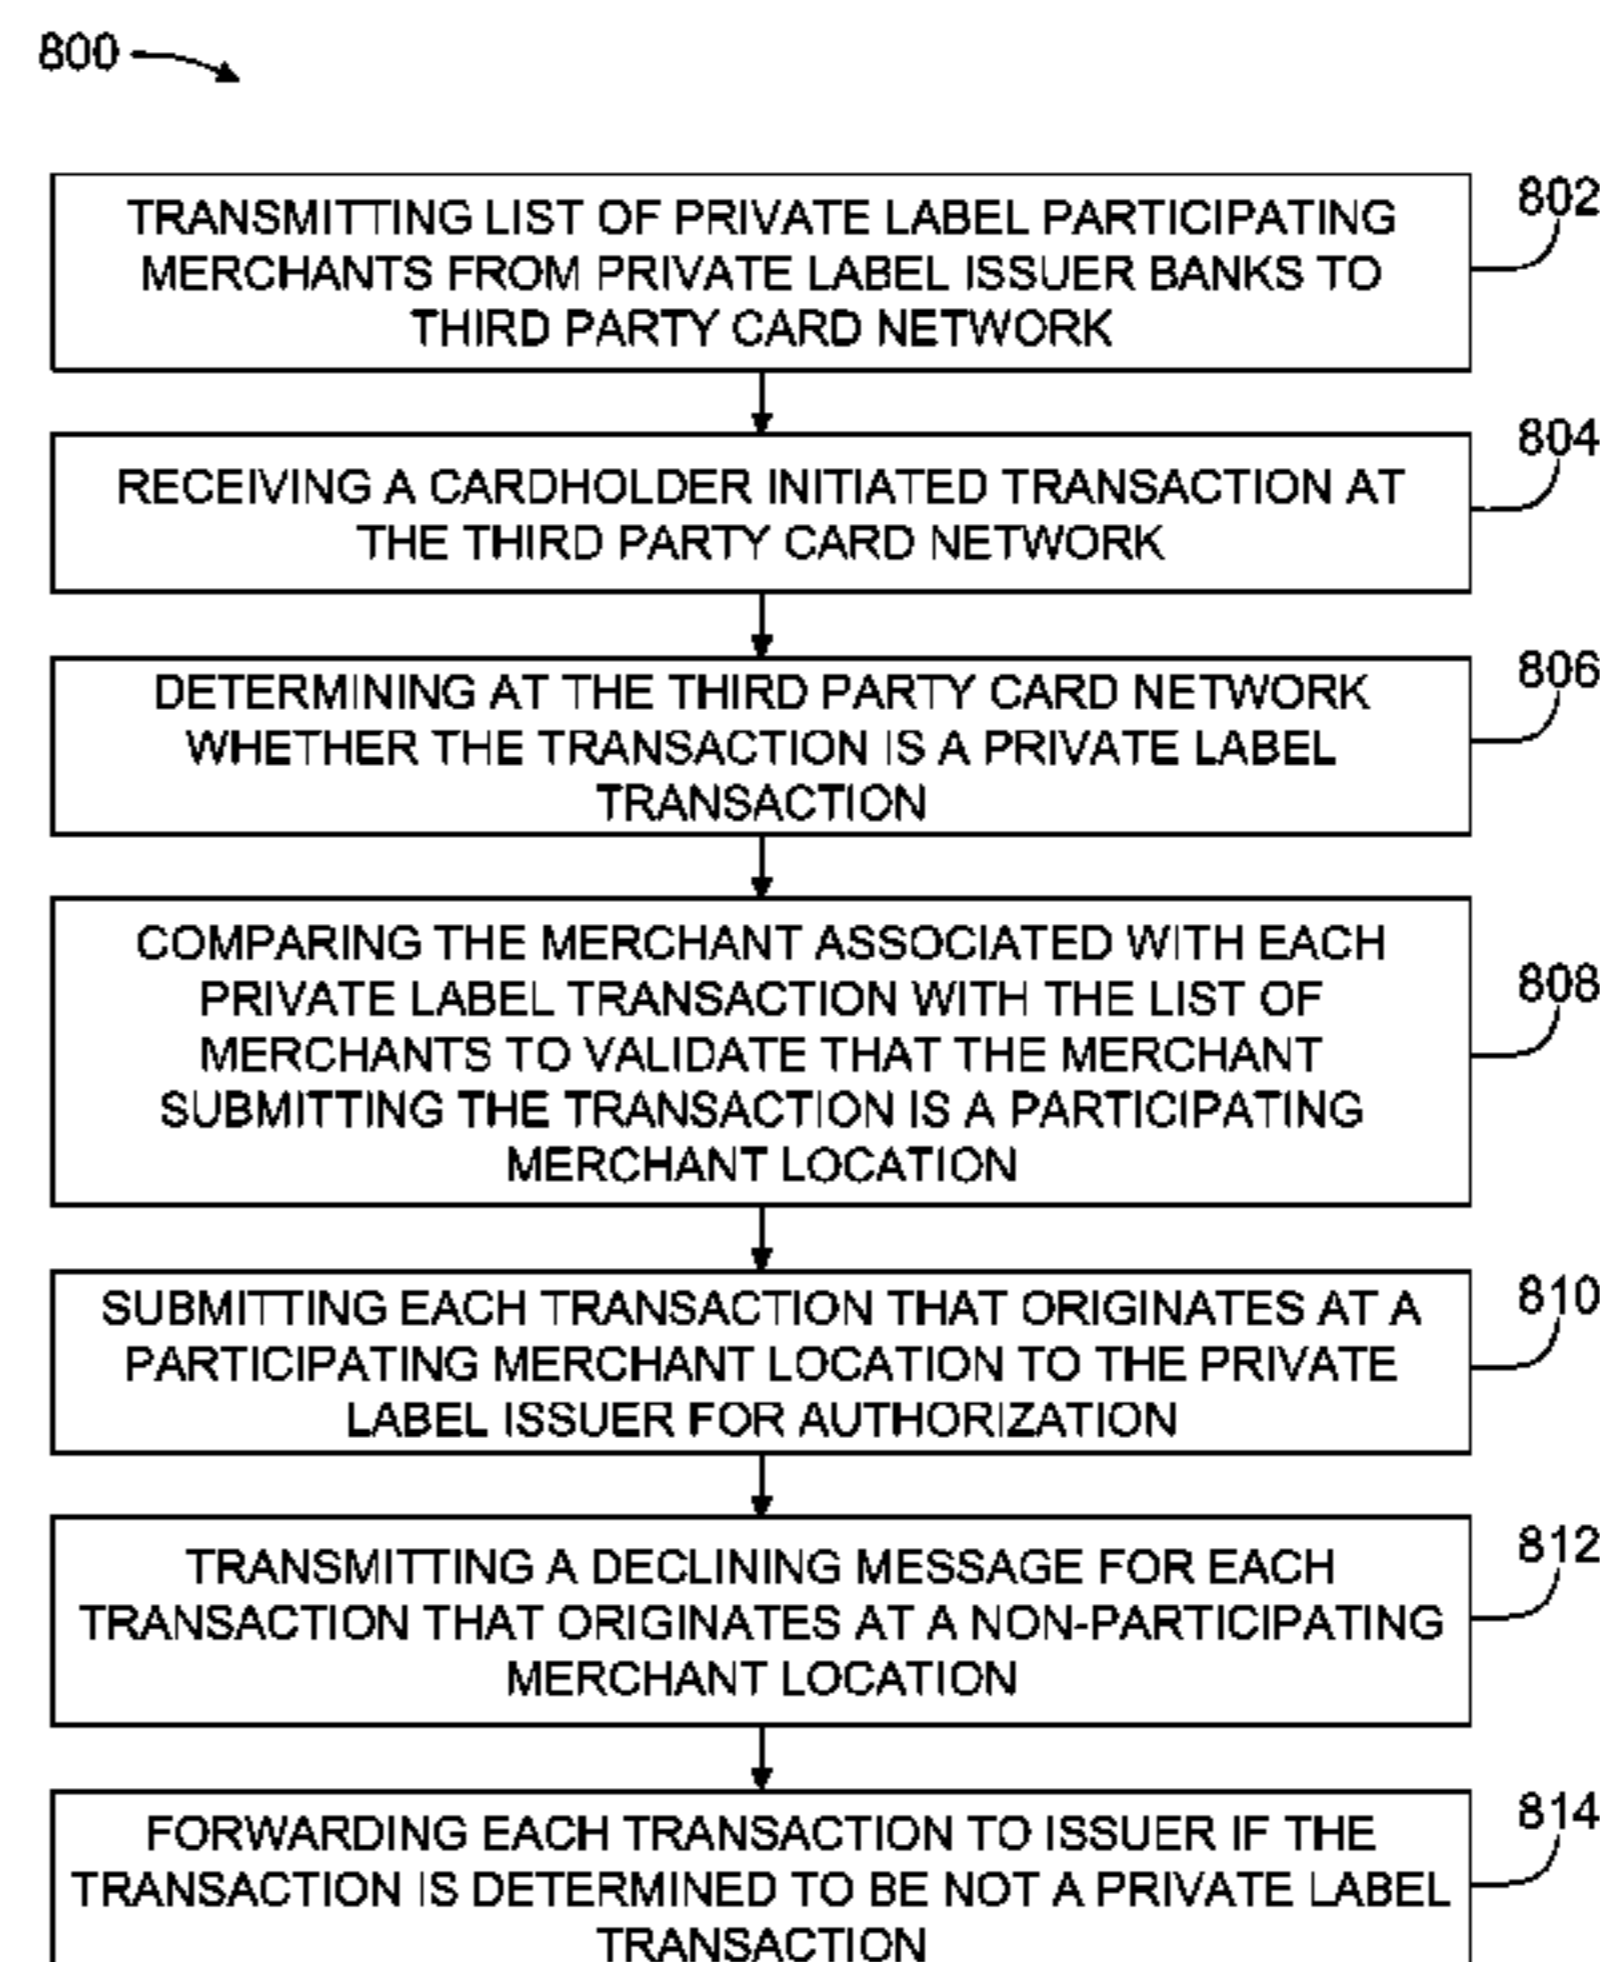 800
802
TRANSMITTING LIST OF PRIVATE LABEL PARTICIPATING
MERCHANTS FROM PRIVATE LABEL ISSUER BANKS TO
THIRD PARTY CARD NETWORK
804
RECEIVING A CARDHOLDER INITIATED TRANSACTION AT
THE THIRD PARTY CARD NETWORK
806
DETERMINING AT THE THIRD PARTY CARD NETWORK
WHETHER THE TRANSACTION IS A PRIVATE LABEL
TRANSACTION
808
COMPARING THE MERCHANT ASSOCIATED WITH EACH
PRIVATE LABEL TRANSACTION WITH THE LIST OF
MERCHANTS TO VALIDATE THAT THE MERCHANT
SUBMITTING THE TRANSACTION IS A PARTICIPATING
MERCHANT LOCATION
810
SUBMITTING EACH TRANSACTION THAT ORIGINATES AT A
PARTICIPATING MERCHANT LOCATION TO THE PRIVATE
LABEL ISSUER FOR AUTHORIZATION
812
TRANSMITTING A DECLINING MESSAGE FOR EACH
TRANSACTION THAT ORIGINATES AT A NON-PARTICIPATING
MERCHANT LOCATION
814
FORWARDING EACH TRANSACTION TO ISSUER IF THE
TRANSACTION IS DETERMINED TO BE NOT A PRIVATE LABEL
TRANSACTION